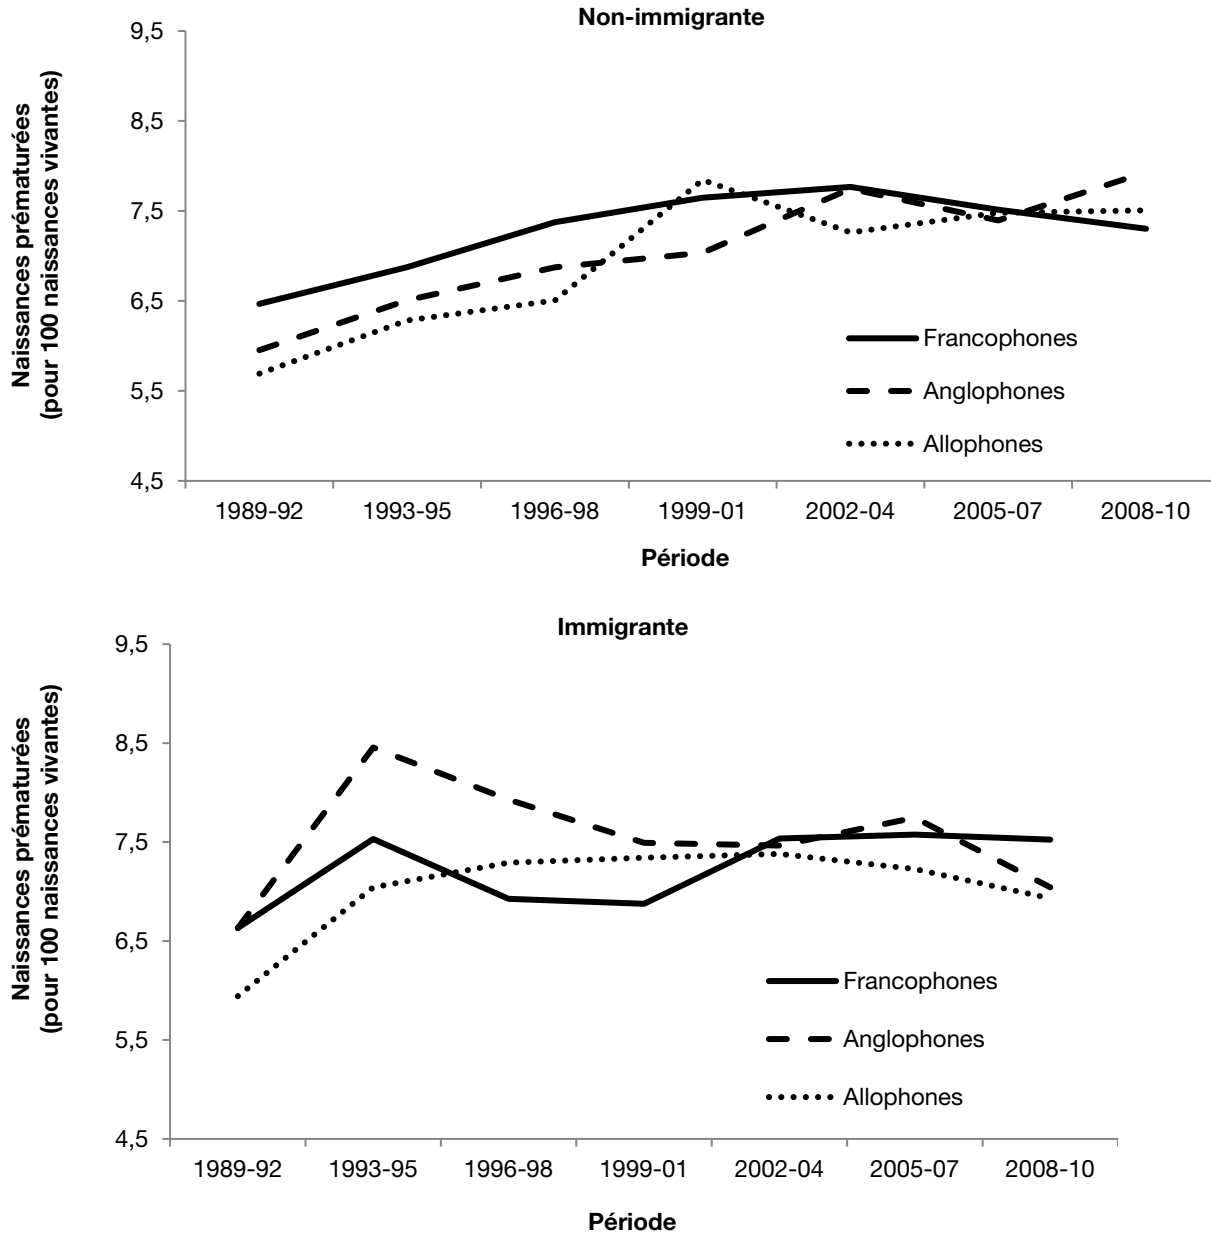 Non-immigrante
Naissances prématurées
(pour 100 naissances vivantes)
9,5
8,5
7,5
6,5
5,5
4,5
Francophones
Anglophones
Allophones
1989-92 1993-95 1996-98 1999-01 2002-04 2005-07 2008-10
Période
Immigrante
Naissances prématurées
(pour 100 naissances vivantes)
9,5
8,5
7,5
6,5
5,5
4,5
Francophones
Anglophones
Allophones
1989-92 1993-95 1996-98 1999-01 2002-04 2005-07 2008-10
Période